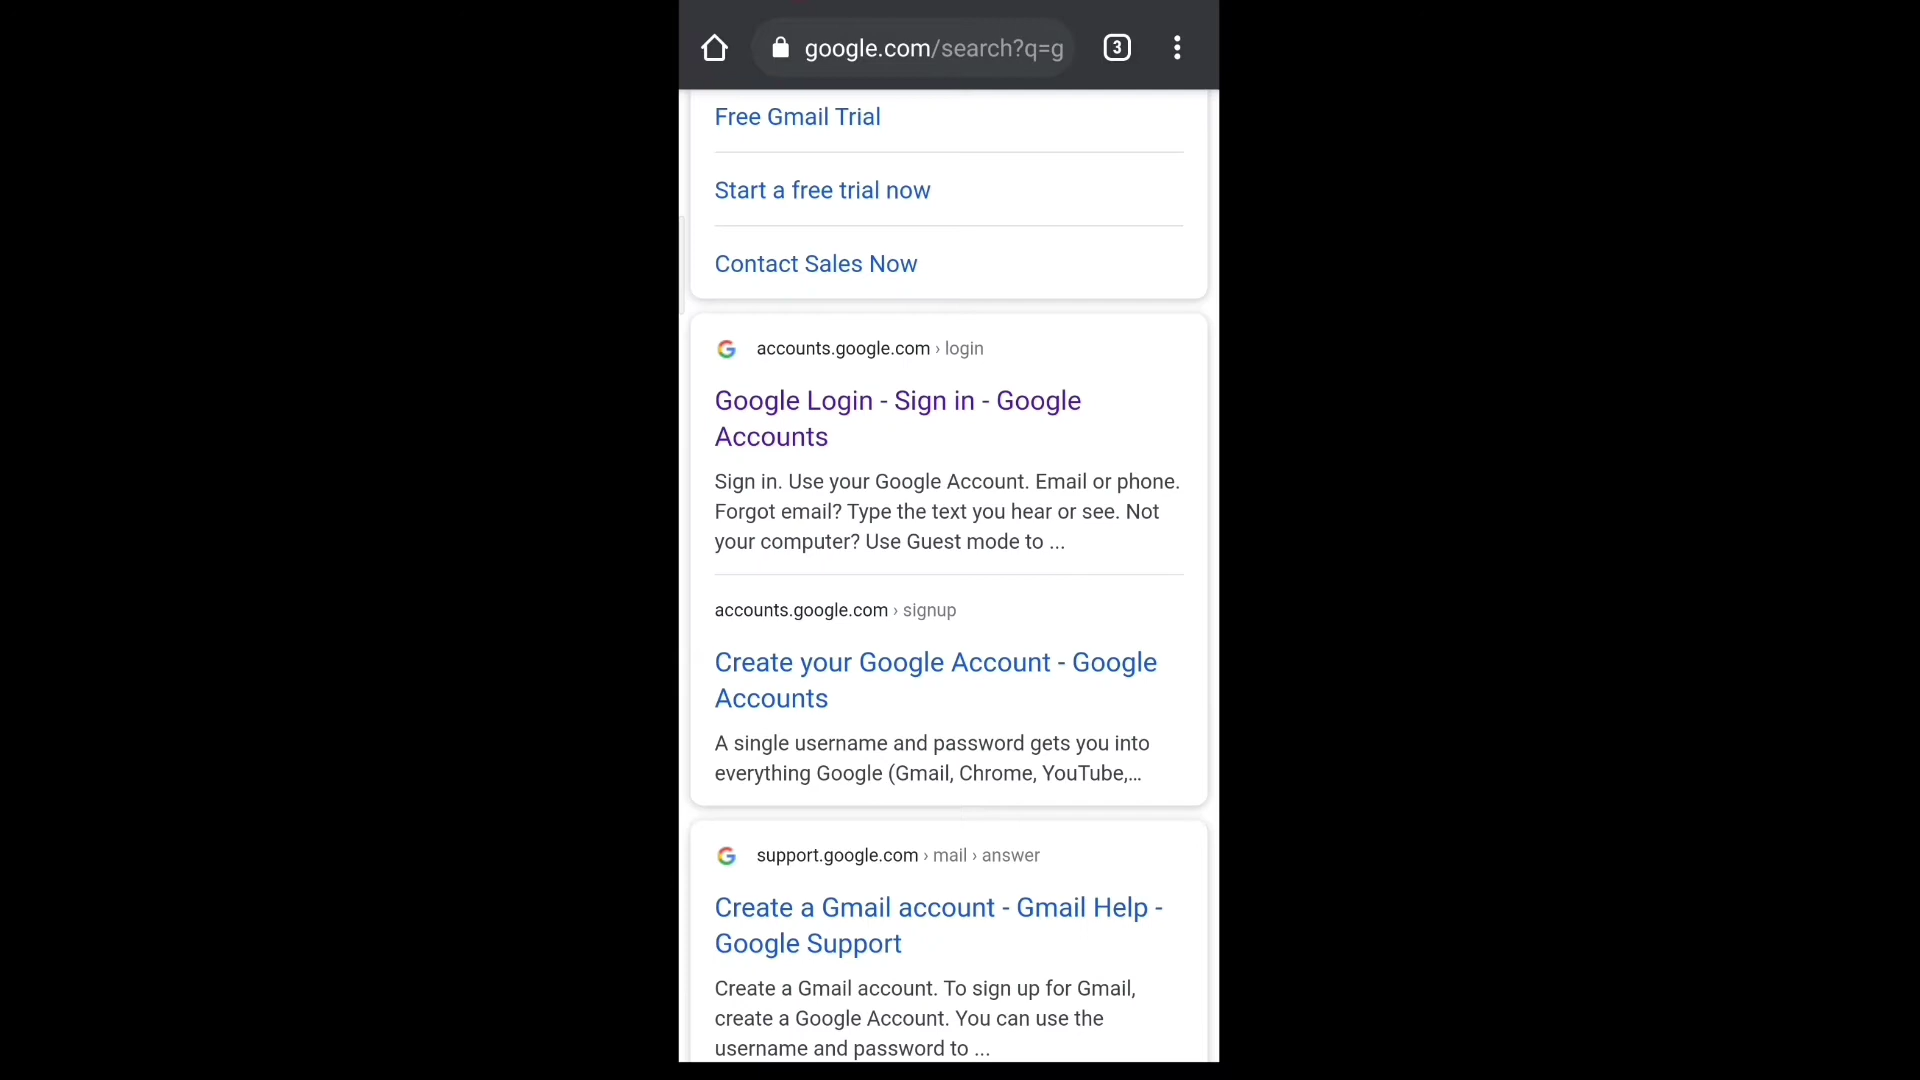 google.com/search?q=g
3
Free Gmail Trial
Start a free trial now
Contact Sales Now
accounts.google.com › login
Google Login - Sign in - Google
Accounts
Sign in. Use your Google Account. Email or phone.
Forgot email? Type the text you hear or see. Not
your computer? Use Guest mode to ...
accounts.google.com › signup
Create your Google Account - Google
Accounts
A single username and password gets you into
everything Google (Gmail, Chrome, YouTube,...
support.google.com › mail › answer
Create a Gmail account - Gmail Help -
Google Support
Create a Gmail account. To sign up for Gmail,
create a Google Account. You can use the
username and password to ...